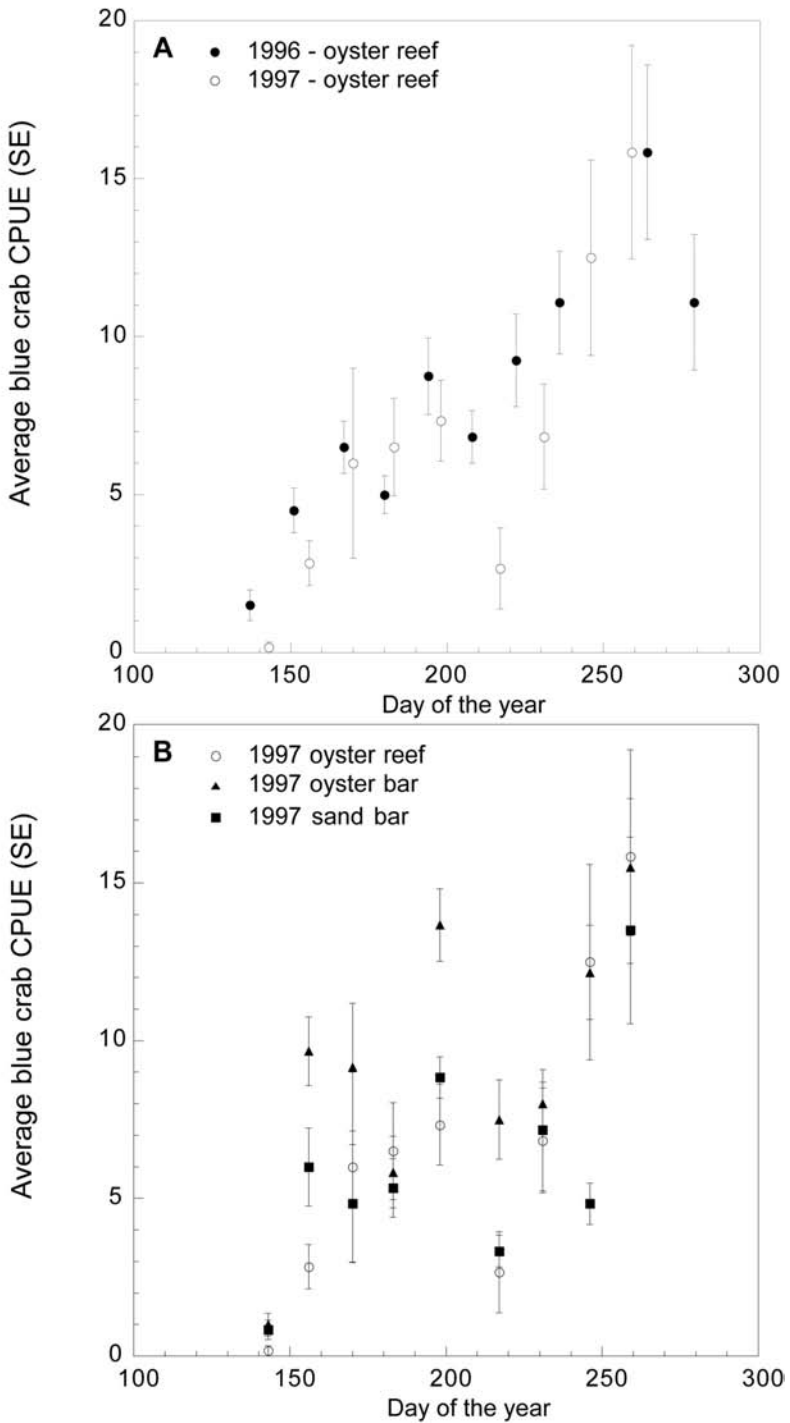 20
A
1996 - oyster reef
1997 - oyster reef
15
10
5
0
Average blue crab CPUE (SE)
100 150 200 250 300
Day of the year
20
B
1997 oyster reef
1997 oyster bar
1997 sand bar
15
10
5
0
Average blue crab CPUE (SE)
100 150 200 250 300
Day of the year